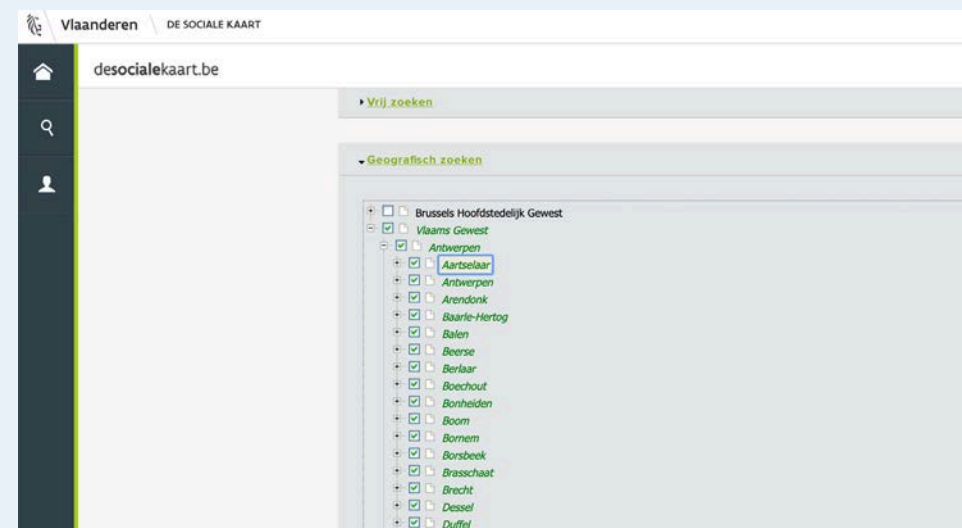 Vlaanderen DE SOCIALE KAART
desocialekaart.be
Vrij zoeken
Geografisch zoeken
Brussels Hoofdstedelijk Gewest
Vlaams Gewest
Antwerpen
Aartselaar
Antwerpen
Arendonk
Baarle-Hertog
Balen
Beerse
Berlaar
Boechout
Bonheiden
Boom
Bornem
Borsbeek
Brasschaat
Brecht
Dessel
Duffel